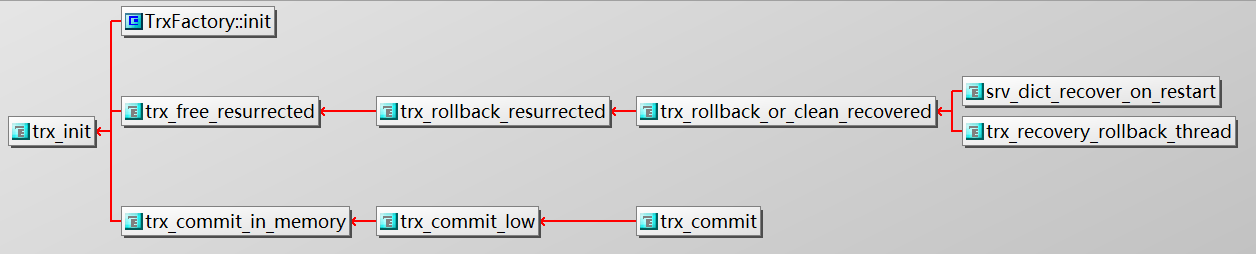 TrxFactory::init
srv_dict_recover_on_restart
trx_free_resurrected
trx_rollback_resurrected
trx_rollback_or_clean_recovered
trx_init
trx_recovery_rollback_thread
trx_commit_in_memory
trx_commit_low
trx_commit